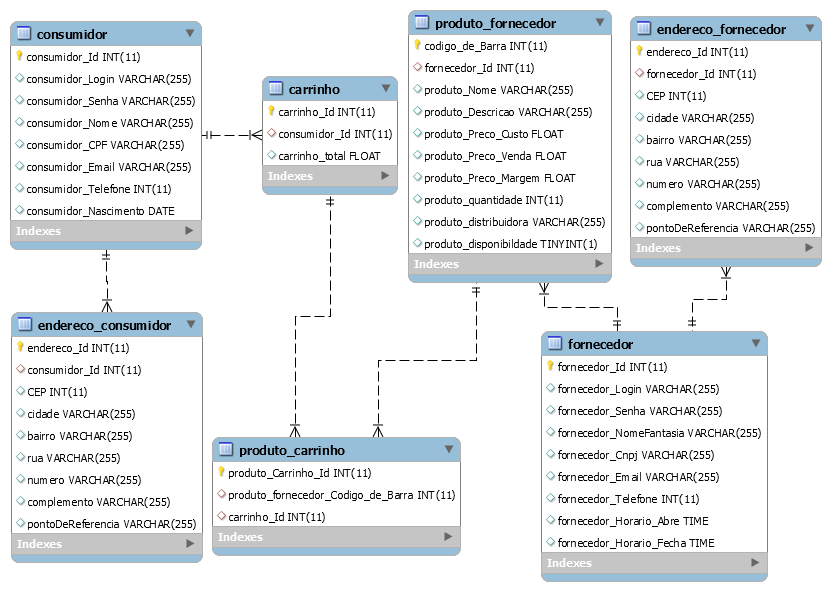 consumidor
consumidor_Id INT(11)
consumidor_Login VARCHAR(255)
consumidor_Senha VARCHAR(255)
consumidor_Nome VARCHAR(255)
consumidor_CPF VARCHAR(255)
consumidor_Email VARCHAR(255)
consumidor_Telefone INT(11)
consumidor_Nascimento DATE
Indexes
carrinho
carrinho_Id INT(11)
consumidor_Id INT(11)
carrinho_total FLOAT
Indexes
produto_fornecedor
codigo_de_Barra INT(11)
fornecedor_Id INT(11)
produto_Nome VARCHAR(255)
produto_Descricao VARCHAR(255)
produto_Preco_Custo FLOAT
produto_Preco_Venda FLOAT
produto_Preco_Margem FLOAT
produto_quantidade INT(11)
produto_distribuidora VARCHAR(255)
produto_disponibildade TINYINT(1)
Indexes
endereco_fornecedor
endereco_Id INT(11)
fornecedor_Id INT(11)
CEP INT(11)
cidade VARCHAR(255)
bairro VARCHAR(255)
rua VARCHAR(255)
numero VARCHAR(255)
complemento VARCHAR(255)
pontoDeReferencia VARCHAR(255)
Indexes
endereco_consumidor
endereco_Id INT(11)
consumidor_Id INT(11)
CEP INT(11)
cidade VARCHAR(255)
bairro VARCHAR(255)
rua VARCHAR(255)
numero VARCHAR(255)
complemento VARCHAR(255)
pontoDeReferencia VARCHAR(255)
Indexes
produto_carrinho
produto_Carrinho_Id INT(11)
produto_fornecedor_Codigo_de_Barra INT(11)
carrinho_Id INT(11)
Indexes
fornecedor
fornecedor_Id INT(11)
fornecedor_Login VARCHAR(255)
fornecedor_Senha VARCHAR(255)
fornecedor_NomeFantasia VARCHAR(255)
fornecedor_Cnpj VARCHAR(255)
fornecedor_Email VARCHAR(255)
fornecedor_Telefone INT(11)
fornecedor_Horario_Abre TIME
fornecedor_Horario_Fecha TIME
Indexes